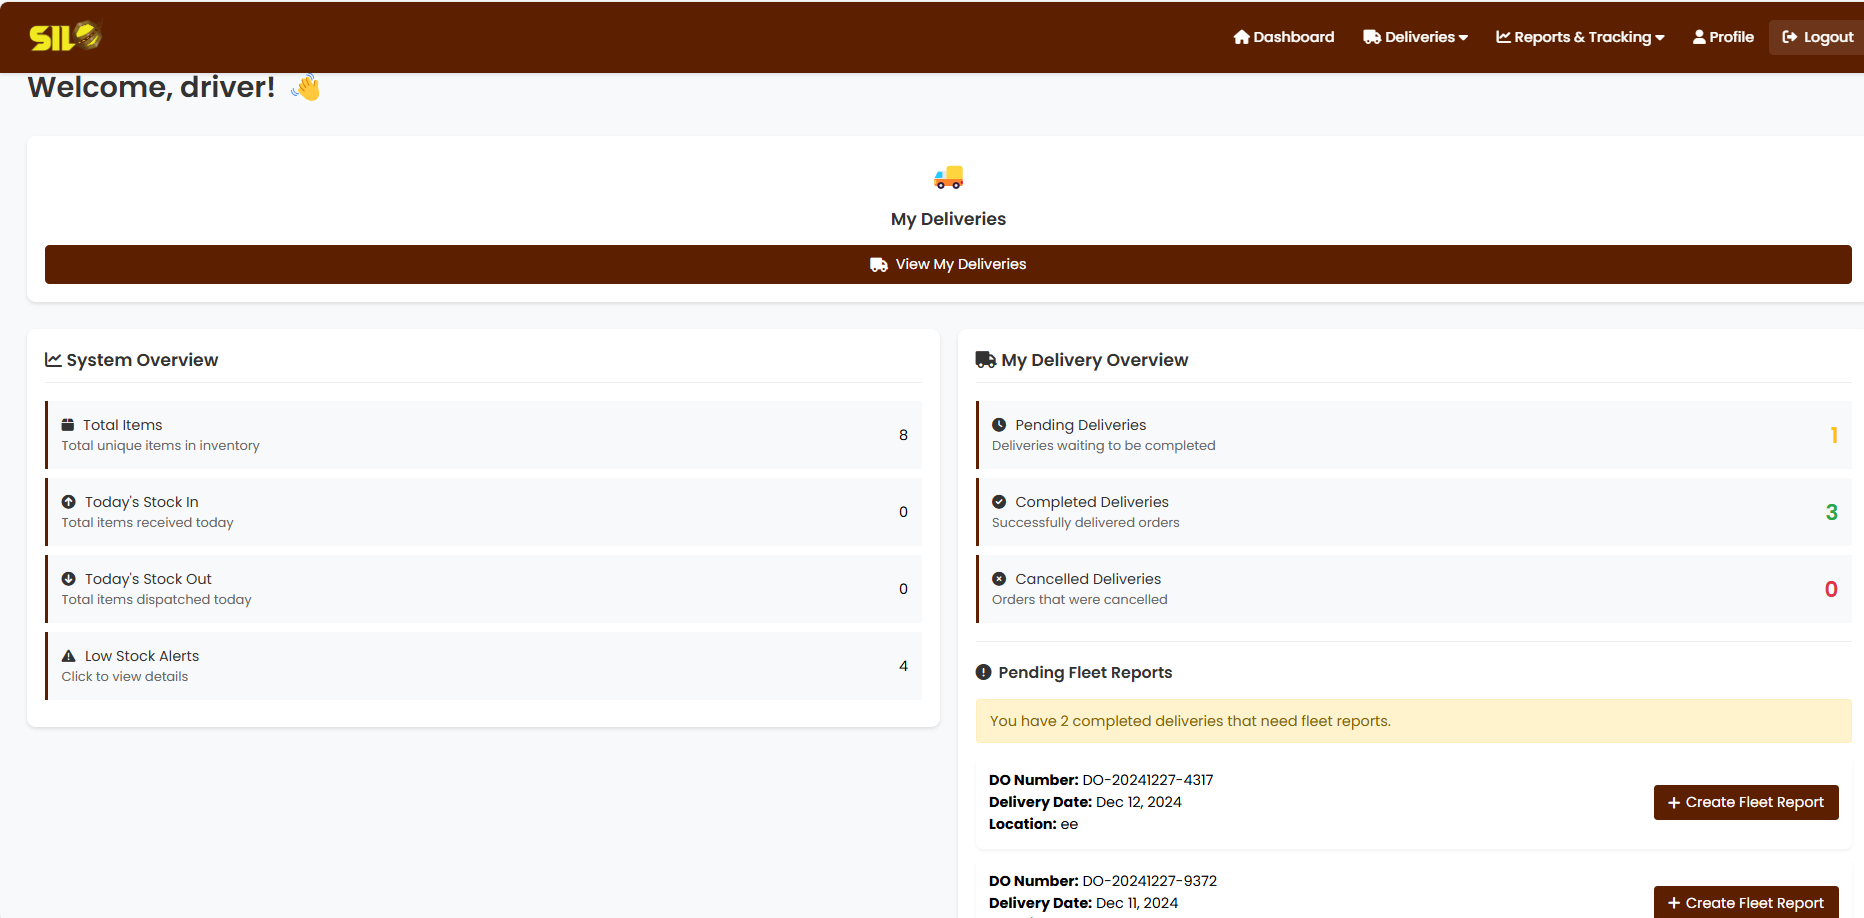 SILO
Dashboard
Deliveries
Reports & Tracking
Profile
Logout
Welcome, driver! 👋
My Deliveries
View My Deliveries
System Overview
Total Items
Total unique items in inventory
8
Today's Stock In
Total items received today
0
Today's Stock Out
Total items dispatched today
0
Low Stock Alerts
Click to view details
4
My Delivery Overview
Pending Deliveries
Deliveries waiting to be completed
1
Completed Deliveries
Successfully delivered orders
3
Cancelled Deliveries
Orders that were cancelled
0
Pending Fleet Reports
You have 2 completed deliveries that need fleet reports.
DO Number: DO-20241227-4317
Delivery Date: Dec 12, 2024
Location: ee
+ Create Fleet Report
DO Number: DO-20241227-9372
Delivery Date: Dec 11, 2024
+ Create Fleet Report